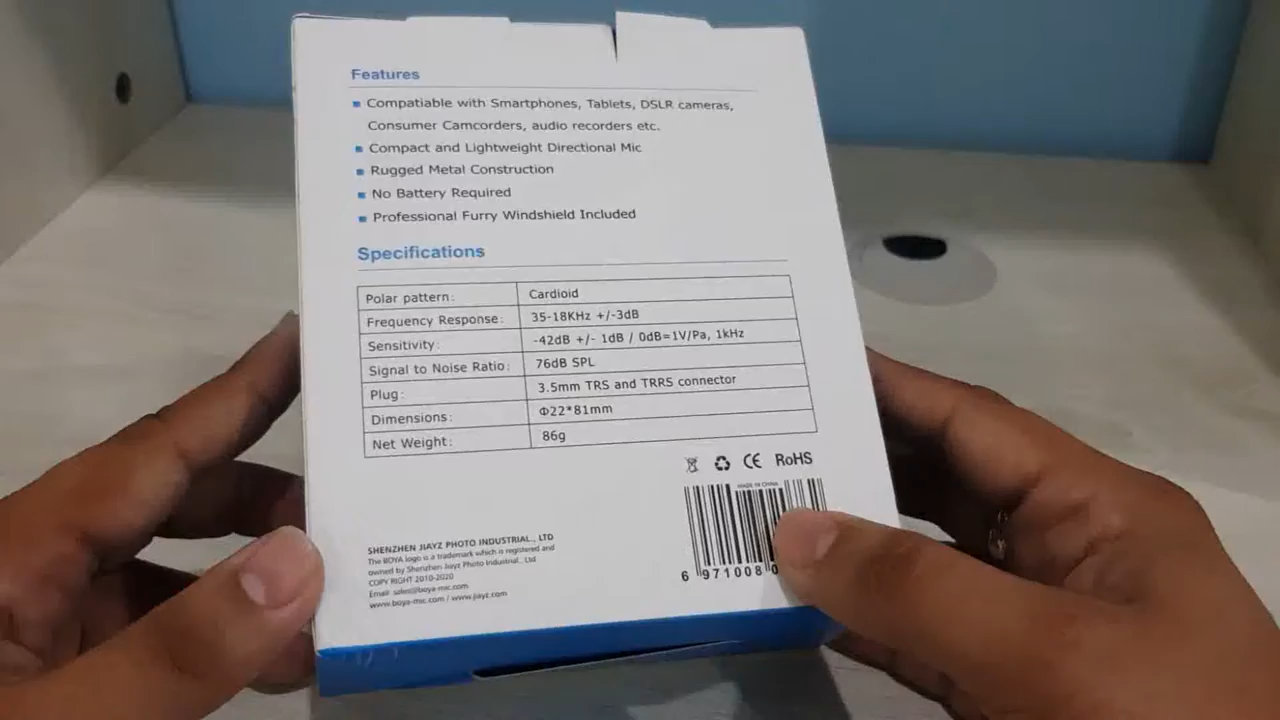 Features
Compatiable with Smartphones, Tablets, DSLR cameras,
Consumer Camcorders, audio recorders etc.
Compact and Lightweight Directional Mic
Rugged Metal Construction
No Battery Required
Professional Furry Windshield Included
Specifications
Polar pattern: Cardioid
Frequency Response: 35-18KHz +/-3dB
Sensitivity: -42dB +/- 1dB / 0dB=1V/Pa, 1kHz
Signal to Noise Ratio: 76dB SPL
Plug: 3.5mm TRS and TRRS connector
Dimensions: Φ22*81mm
Net Weight: 86g
CE RoHS
MADE IN CHINA
6 971008 0
SHENZHEN JIAYZ PHOTO INDUSTRIAL., LTD
The BOYA logo is a trademark which is registered and
owned by Shenzhen Jiayz Photo Industrial., Ltd
COPY RIGHT 2010-2020
Email: sales@boya-mic.com
www.boya-mic.com / www.jiayz.com